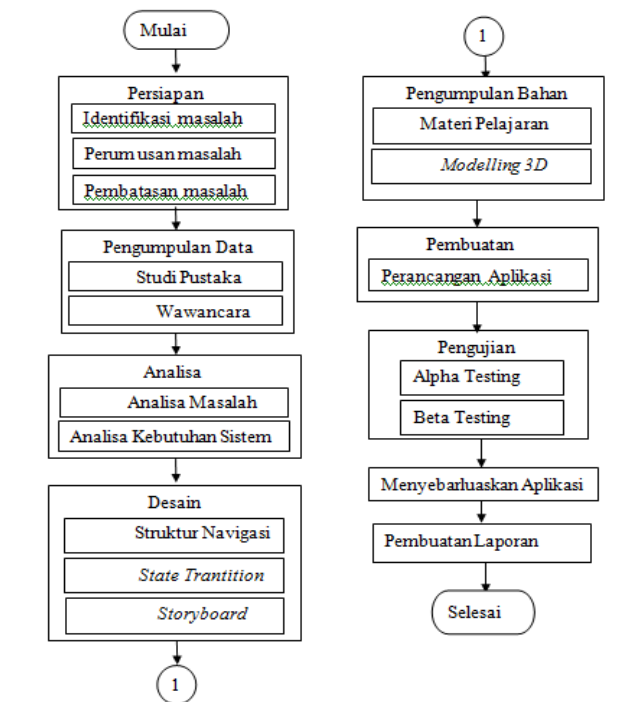 Mulai
Persiapan
Identifikasi masalah
Perumusan masalah
Pembatasan masalah
Pengumpulan Data
Studi Pustaka
Wawancara
Analisa
Analisa Masalah
Analisa Kebutuhan Sistem
Desain
Struktur Navigasi
State Trantition
Storyboard
1
1
Pengumpulan Bahan
Materi Pelajaran
Modelling 3D
Pembuatan
Perancangan Aplikasi
Pengujian
Alpha Testing
Beta Testing
Menyebarluaskan Aplikasi
Pembuatan Laporan
Selesai